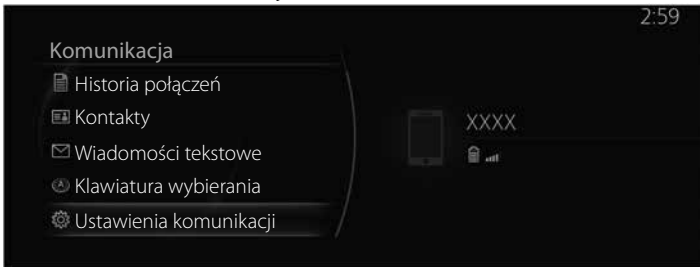 2:59
Komunikacja
Historia połączeń
Kontakty
XXXX
Wiadomości tekstowe
Klawiatura wybierania
Ustawienia komunikacji